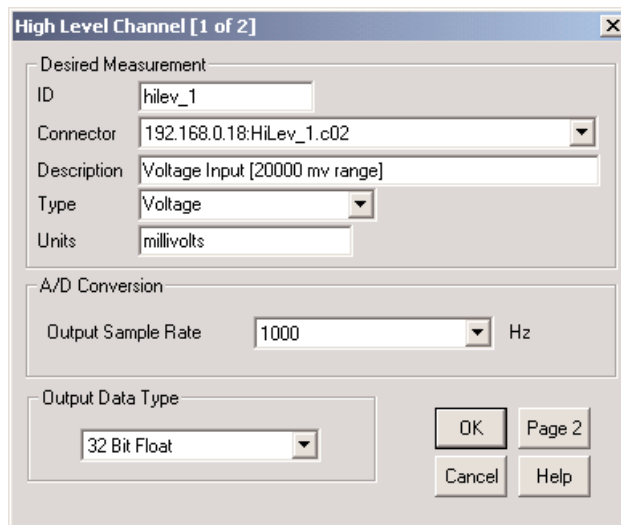 High Level Channel [1 of 2]
Desired Measurement
ID hilev_1
Connector 192.168.0.18:HiLev_1.c02
Description Voltage Input [20000 mv range]
Type Voltage
Units millivolts
A/D Conversion
Output Sample Rate 1000 Hz
Output Data Type
32 Bit Float
OK Page 2
Cancel Help